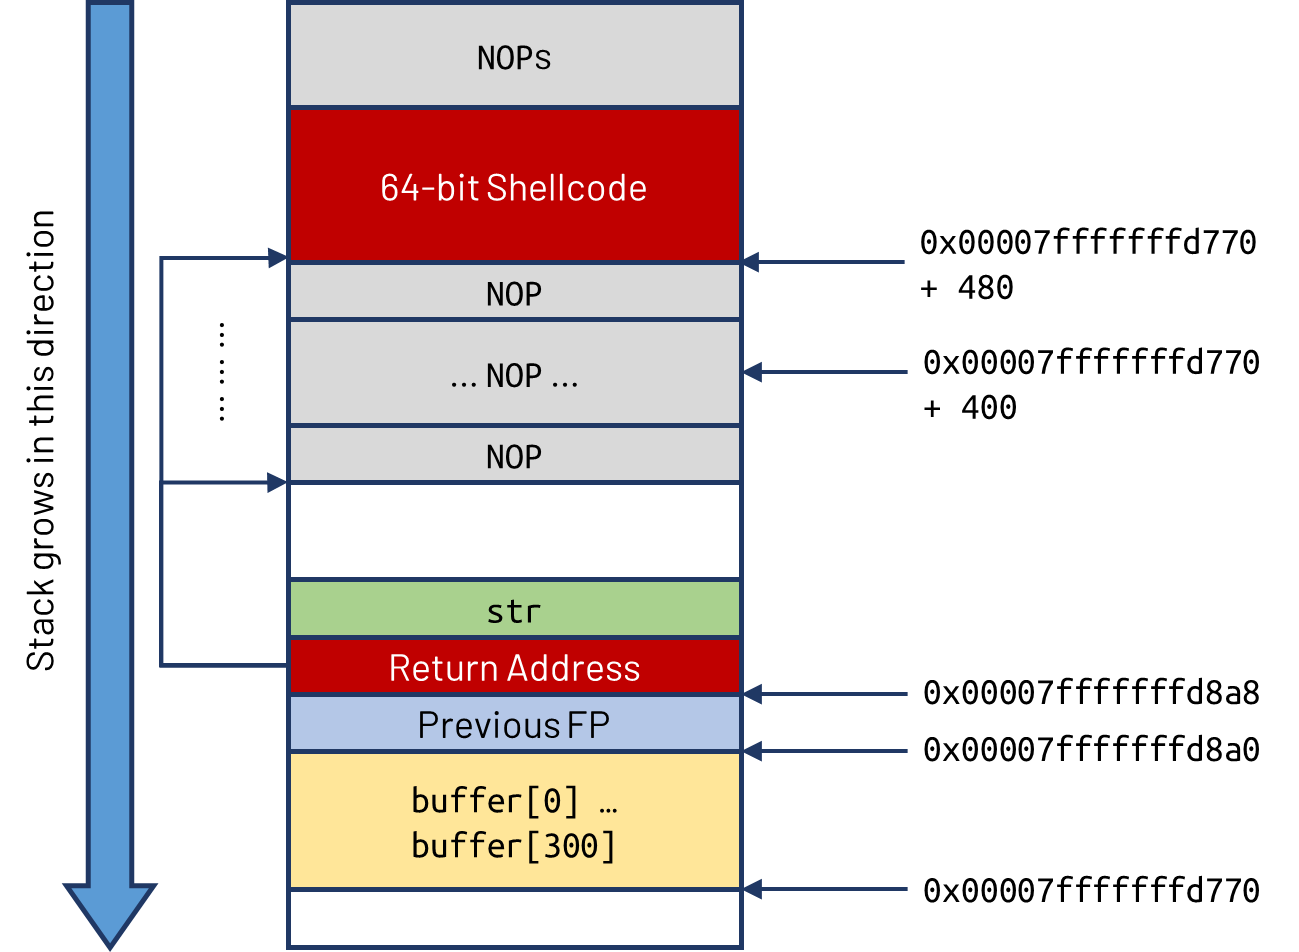 Stack grows in this direction
NOPs
64-bit Shellcode
0x00007fffffffd770
+ 480
NOP
0x00007fffffffd770
+ 400
… NOP …
NOP
str
Return Address
0x00007fffffffd8a8
Previous FP
0x00007fffffffd8a0
buffer[0] …
buffer[300]
0x00007fffffffd770